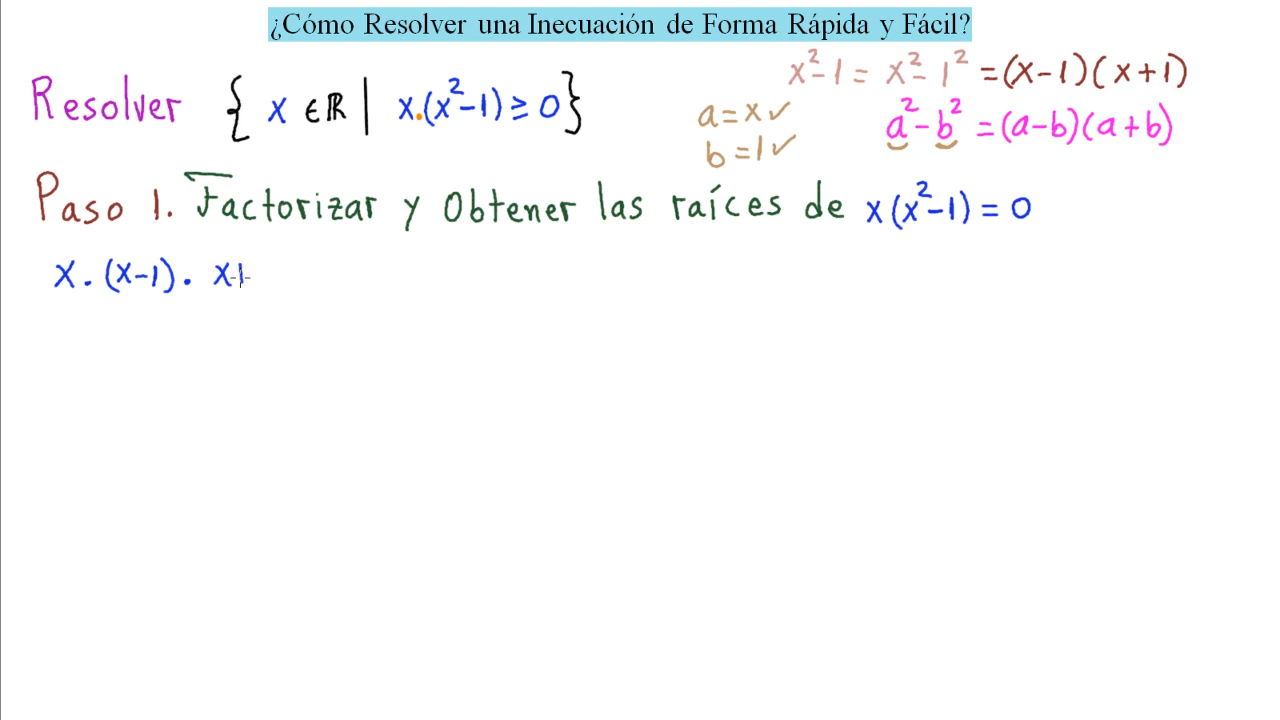 ¿Cómo Resolver una Inecuación de Forma Rápida y Fácil?
x²-1 = x²-1² =(x-1)(x+1)
Resolver { x ∈ ℝ | x.(x²-1) ≥ 0}
a=x✓
a²-b² =(a-b)(a+b)
b=1✓
Paso 1. Factorizar y Obtener las raíces de x(x²-1)= 0
x . (x-1) .